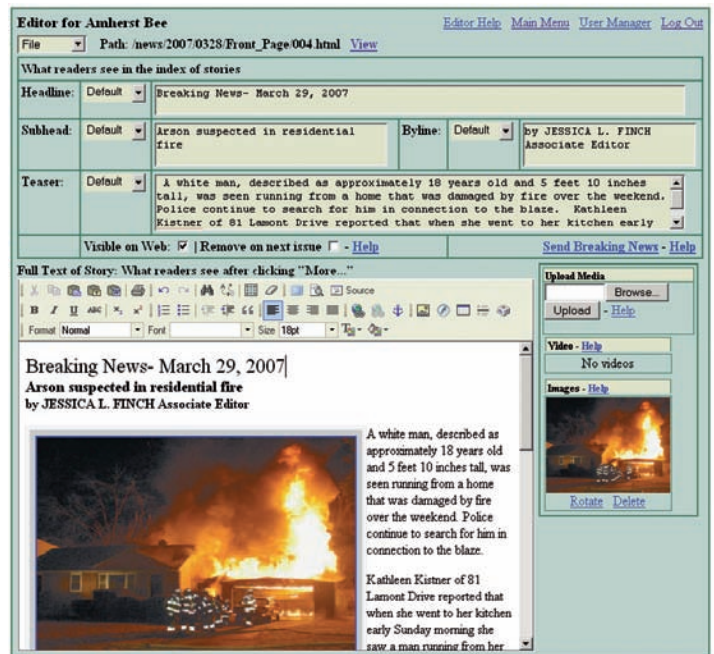 Editor for Amherst Bee
Editor Help Main Menu User Manager Log Out
File Path: /news/2007/0328/Front_Page/004.html View
What readers see in the index of stories
Headline: Default Breaking News- March 29, 2007
Subhead: Default Arson suspected in residential
fire
Byline: Default by JESSICA L. FINCH
Associate Editor
Teaser: Default A white man, described as approximately 18 years old and 5 feet 10 inches
tall, was seen running from a home that was damaged by fire over the weekend.
Police continue to search for him in connection to the blaze. Kathleen
Kistner of 81 Lamont Drive reported that when she went to her kitchen early
Visible on Web: | Remove on next issue - Help
Send Breaking News - Help
Full Text of Story: What readers see after clicking "More..."
Source
B I U ABC x₂ x²
Format Normal Font Size 18pt
Breaking News- March 29, 2007
Arson suspected in residential fire
by JESSICA L. FINCH Associate Editor
A white man, described as
approximately 18 years old
and 5 feet 10 inches tall, was
seen running from a home
that was damaged by fire
over the weekend. Police
continue to search for him in
connection to the blaze.
Kathleen Kistner of 81
Lamont Drive reported that
when she went to her kitchen
early Sunday morning she
saw a man running from her
Upload Media
Browse...
Upload - Help
Video - Help
No videos
Images - Help
Rotate Delete